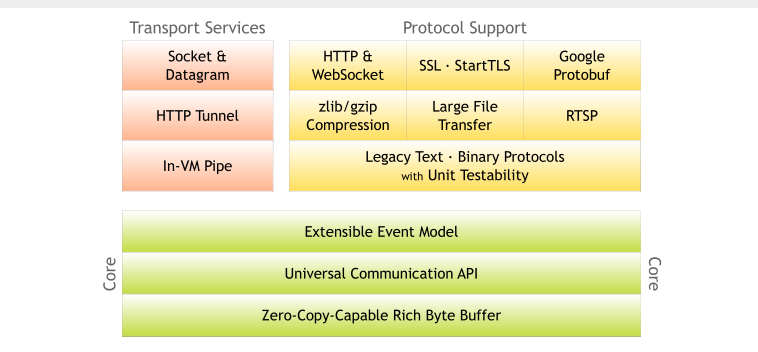 Transport Services
Protocol Support
Socket &
Datagram
HTTP &
WebSocket
SSL · StartTLS
Google
Protobuf
HTTP Tunnel
zlib/gzip
Compression
Large File
Transfer
RTSP
In-VM Pipe
Legacy Text · Binary Protocols
with Unit Testability
Extensible Event Model
Core
Universal Communication API
Core
Zero-Copy-Capable Rich Byte Buffer